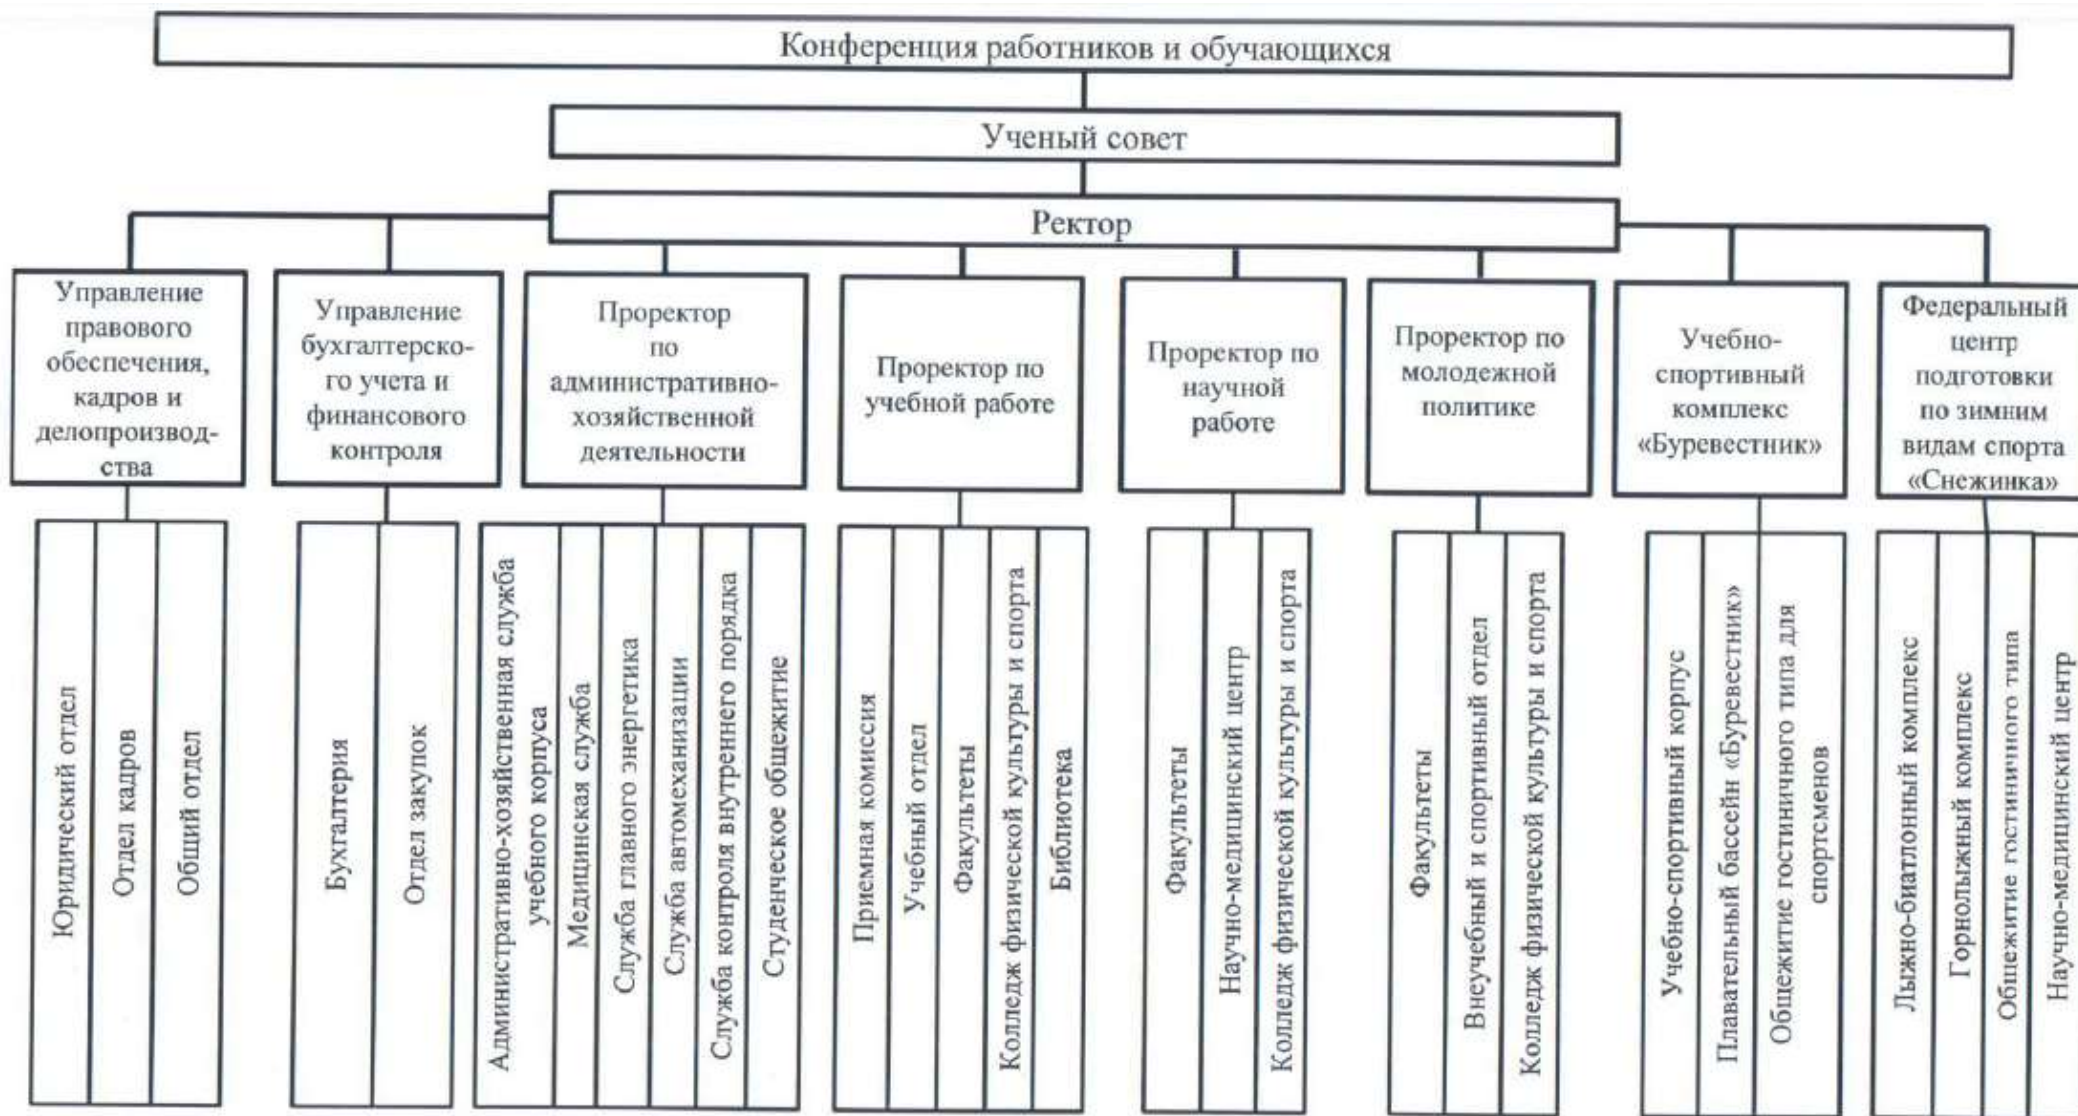 Конференция работников и обучающихся
Ученый совет
Ректор
Управление
правового
обеспечения,
кадров и
делопроизвод-
ства
Управление
бухгалтерско-
го учета и
финансового
контроля
Проректор
по
административно-
хозяйственной
деятельности
Проректор по
учебной работе
Проректор по
научной
работе
Проректор по
молодежной
политике
Учебно-
спортивный
комплекс
«Буревестник»
Федеральный
центр
подготовки
по зимним
видам спорта
«Снежинка»
Юридический отдел
Отдел кадров
Общий отдел
Бухгалтерия
Отдел закупок
Административно-хозяйственная служба
учебного корпуса
Медицинская служба
Служба главного энергетика
Служба автомеханизации
Служба контроля внутреннего порядка
Студенческое общежитие
Приемная комиссия
Учебный отдел
Факультеты
Колледж физической культуры и спорта
Библиотека
Факультеты
Научно-медицинский центр
Колледж физической культуры и спорта
Факультеты
Внеучебный и спортивный отдел
Колледж физической культуры и спорта
Учебно-спортивный корпус
Плавательный бассейн «Буревестник»
Общежитие гостиничного типа для
спортсменов
Лыжно-биатлонный комплекс
Горнолыжный комплекс
Общежитие гостиничного типа
Научно-медицинский центр